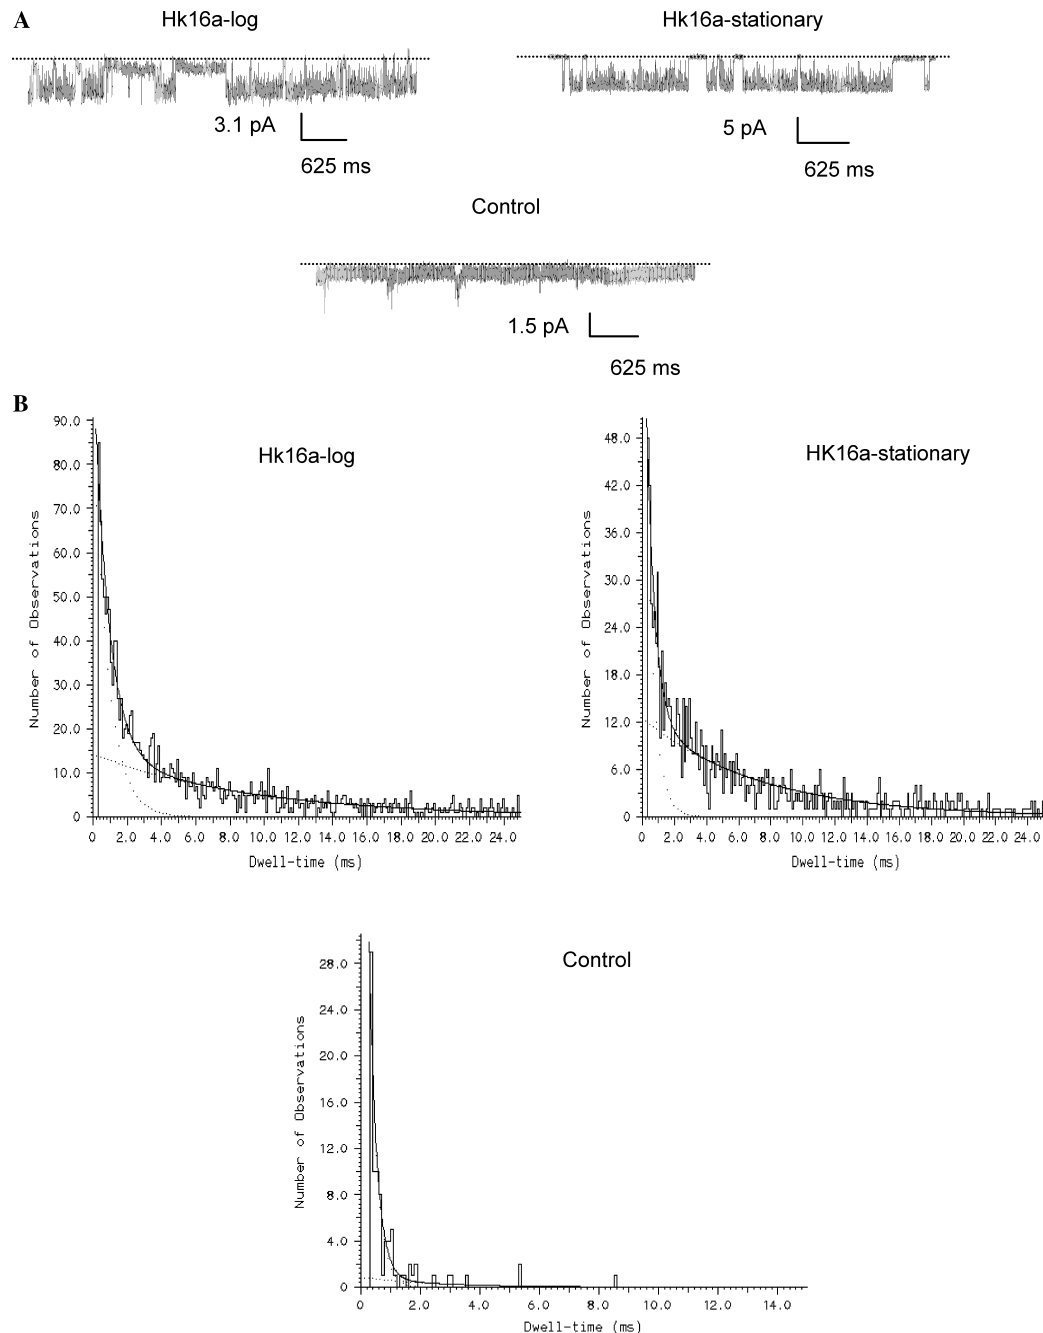 A
Hk16a-log
Hk16a-stationary
3.1 pA
625 ms
5 pA
625 ms
Control
1.5 pA
625 ms
B
Hk16a-log
90.0
80.0
70.0
60.0
50.0
40.0
30.0
20.0
10.0
0
Number of Observations
0 2.0 4.0 6.0 8.0 10.0 12.0 14.0 16.0 18.0 20.0 22.0 24.0
Dwell-time (ms)
HK16a-stationary
48.0
42.0
36.0
30.0
24.0
18.0
12.0
6.0
0
Number of Observations
0 2.0 4.0 6.0 8.0 10.0 12.0 14.0 16.0 18.0 20.0 22.0 24.0
Dwell-time (ms)
Control
28.0
24.0
20.0
16.0
12.0
8.0
4.0
0
Number of Observations
0 2.0 4.0 6.0 8.0 10.0 12.0 14.0
Dwell-time (ms)